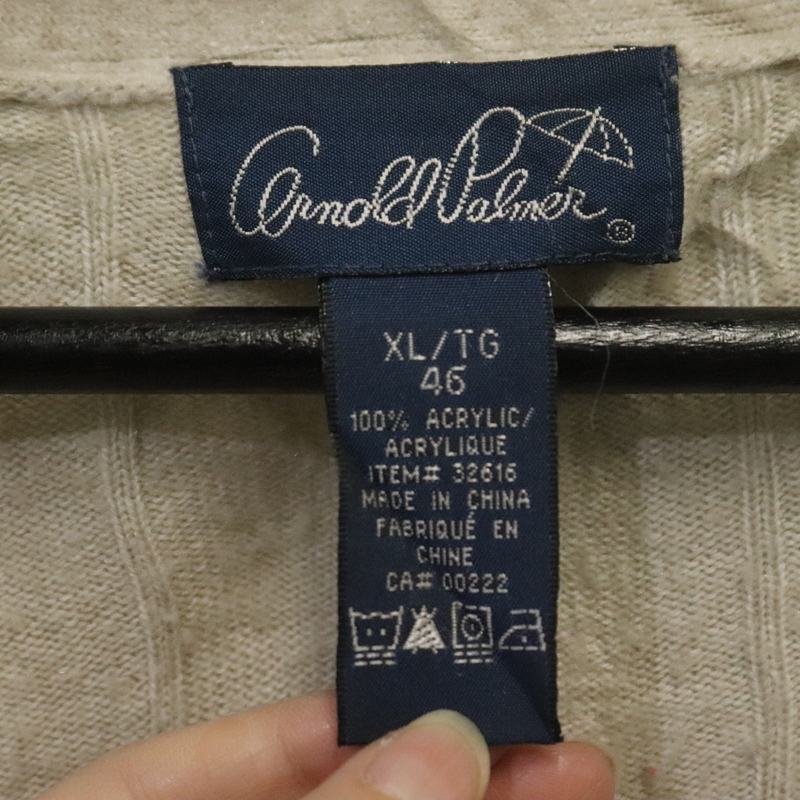 Arnold Palmer ®
XL/TG
46
100% ACRYLIC/
ACRYLIQUE
ITEM# 32616
MADE IN CHINA
FABRIQUÉ EN
CHINE
CA# 00222